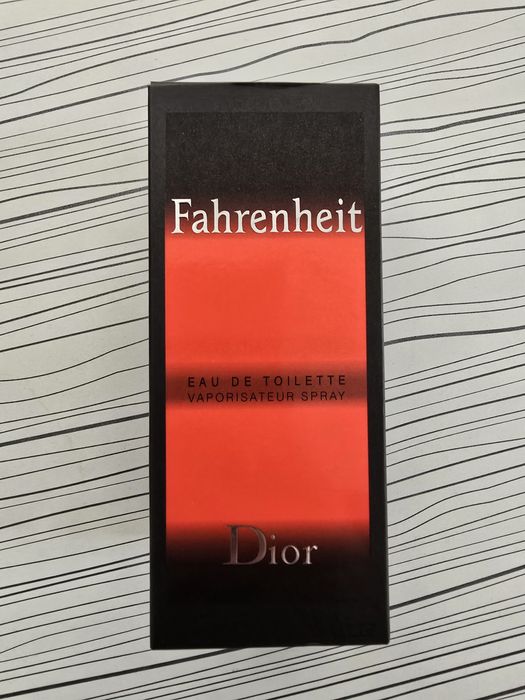 Fahrenheit
EAU DE TOILETTE
VAPORISATEUR SPRAY
Dior